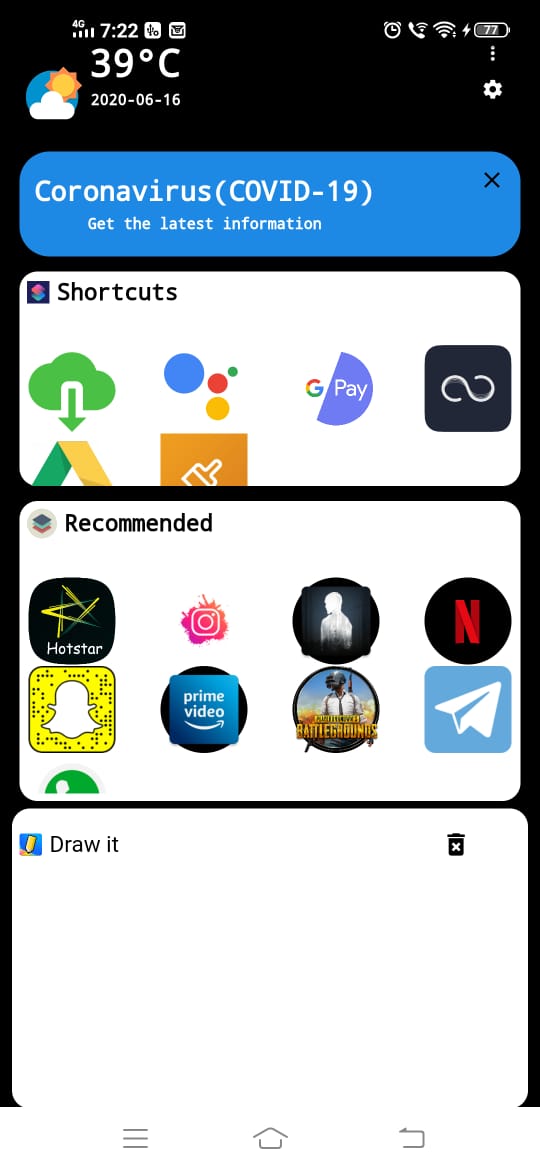 4G 7:22 77
39°C
2020-06-16
Coronavirus(COVID-19)
Get the latest information
Shortcuts
G Pay
Recommended
Hotstar
prime
video
PLAYERUNKNOWN'S
BATTLEGROUNDS
Draw it